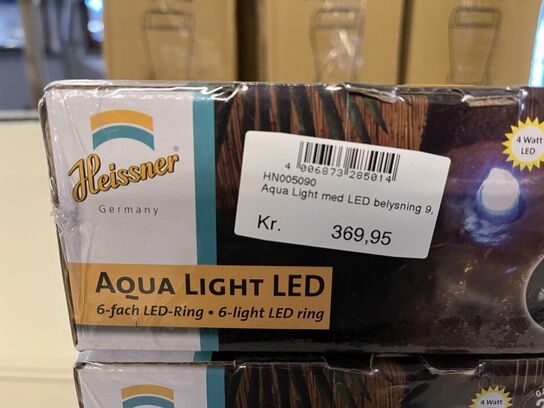 Heissner
Germany
4 006873 285014
HN005090
Aqua Light med LED belysning 9,
Kr. 369,95
4 Watt
LED
AQUA LIGHT LED
6-fach LED-Ring • 6-light LED ring
4 Watt